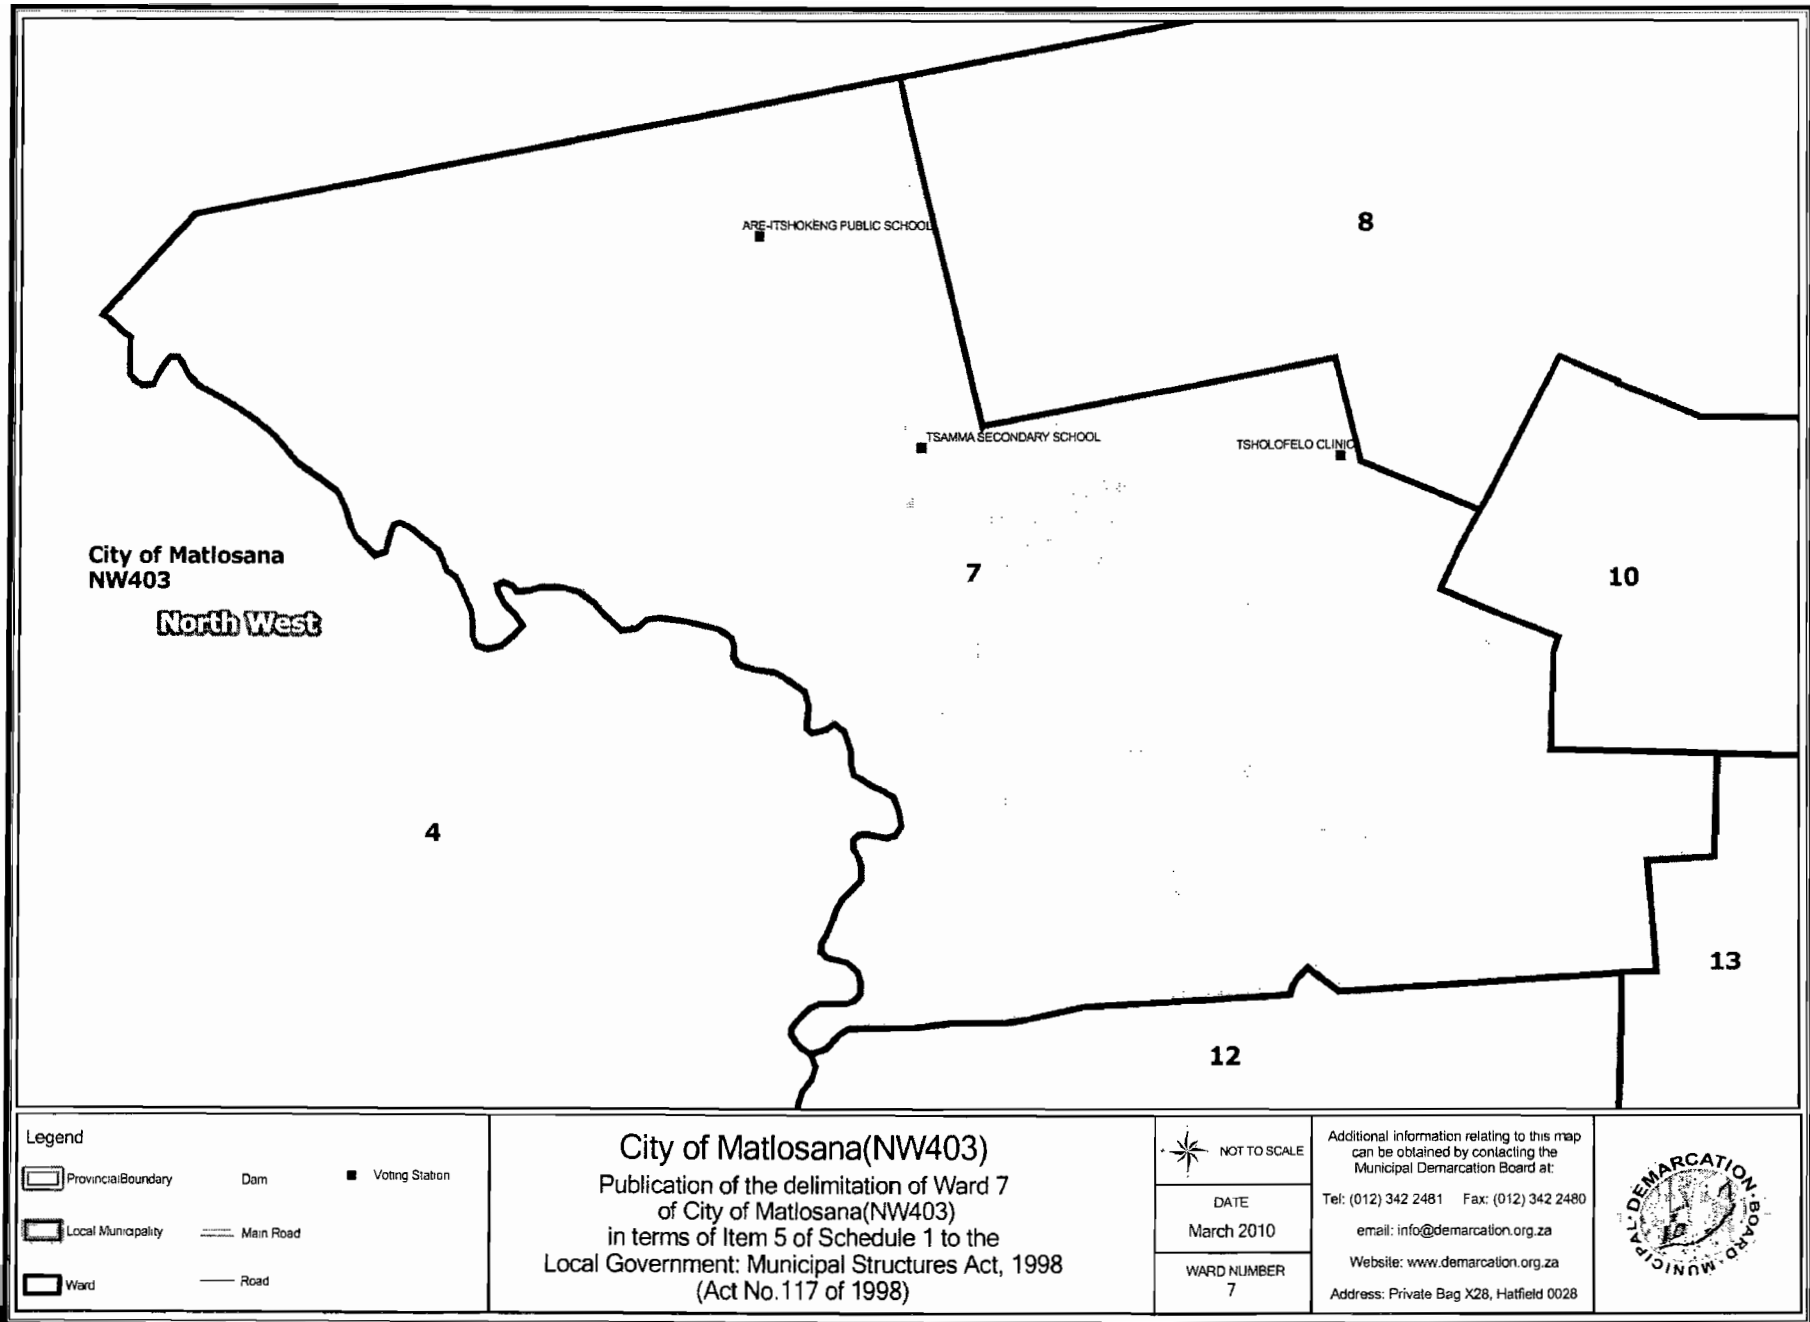 ARE-ITSHOKENG PUBLIC SCHOOL
8
TSAMMA SECONDARY SCHOOL
TSHOLOFELO CLINIC
City of Matlosana
NW403
North West
7
10
4
13
12
Legend
Provincial Boundary
Dam
Voting Station
Local Municipality
Main Road
Ward
Road
City of Matlosana(NW403)
Publication of the delimitation of Ward 7
of City of Matlosana(NW403)
in terms of Item 5 of Schedule 1 to the
Local Government: Municipal Structures Act, 1998
(Act No.117 of 1998)
NOT TO SCALE
DATE
March 2010
WARD NUMBER
7
Additional information relating to this map
can be obtained by contacting the
Municipal Demarcation Board at:
Tel: (012) 342 2481 Fax: (012) 342 2480
email: info@demarcation.org.za
Website: www.demarcation.org.za
Address: Private Bag X28, Hatfield 0028
MUNICIPAL DEMARCATION BOARD